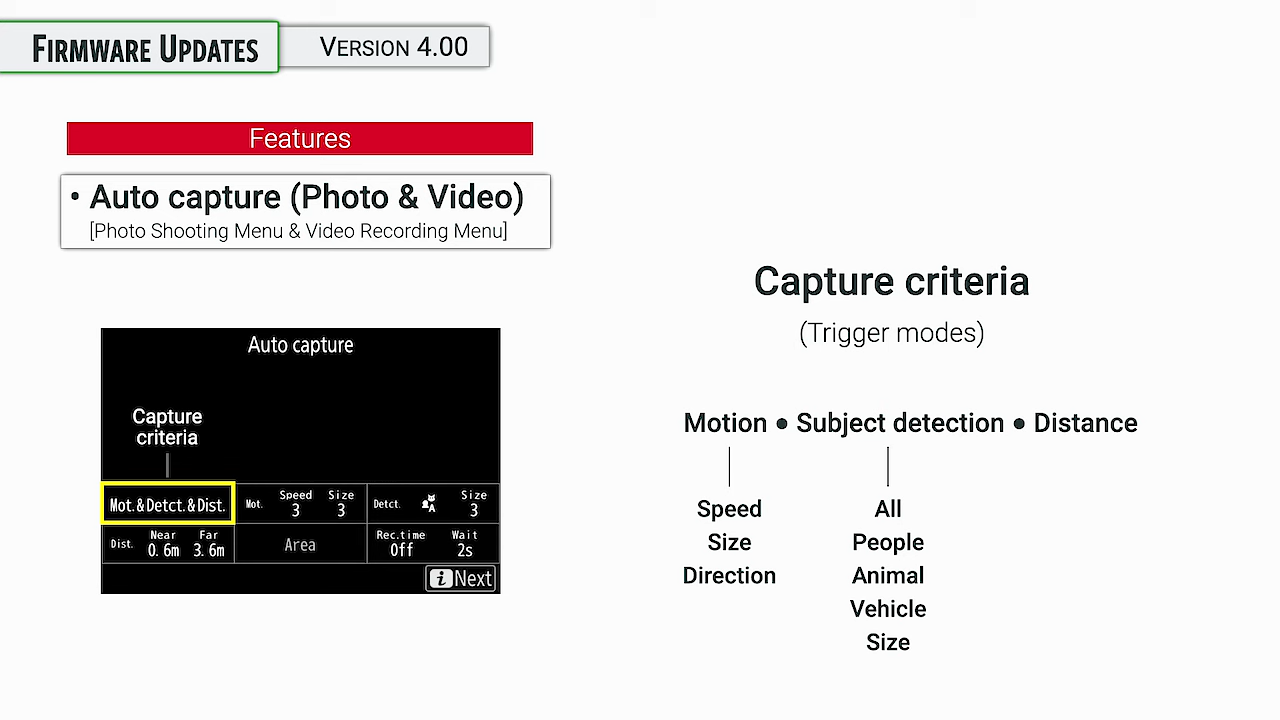 FIRMWARE UPDATES
VERSION 4.00
Features
• Auto capture (Photo & Video)
[Photo Shooting Menu & Video Recording Menu]
Capture criteria
(Trigger modes)
Motion • Subject detection • Distance
Speed
Size
Direction
All
People
Animal
Vehicle
Size
Auto capture
Capture
criteria
Mot.&Detct.&Dist.
Mot. Speed 3 Size 3
Detct. Size 3
Dist. Near 0.6m Far 3.6m
Area
Rec.time Off Wait 2s
i Next